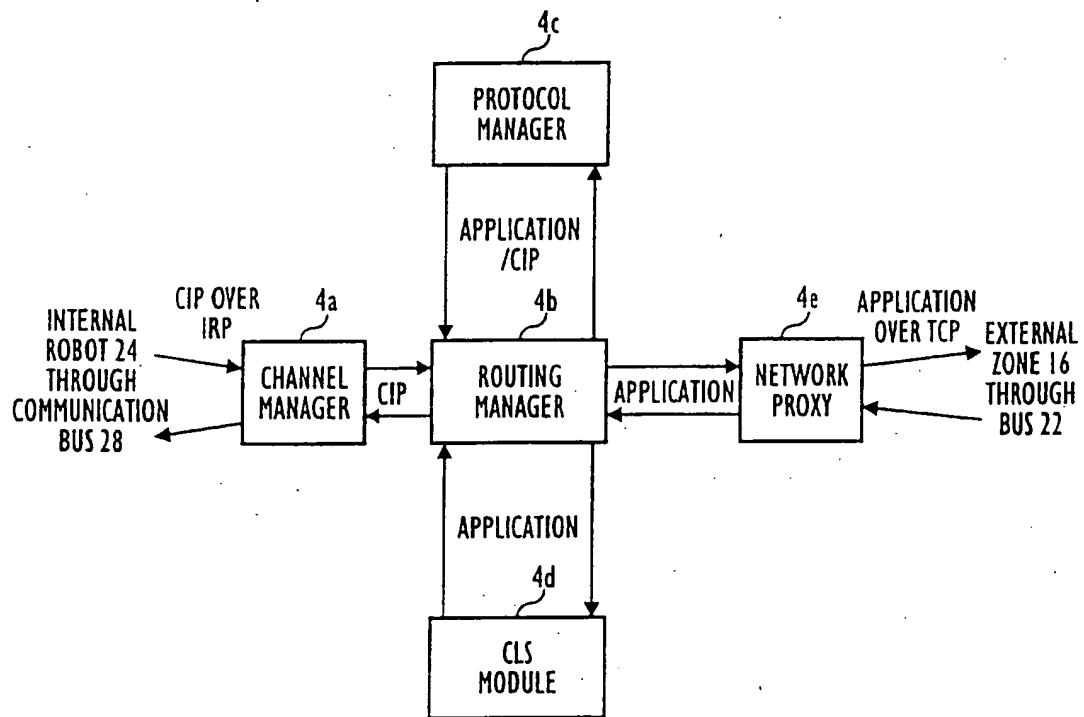 4c
PROTOCOL
MANAGER
APPLICATION
/CIP
CIP OVER
IRP
4a
4b
4e
APPLICATION
OVER TCP
INTERNAL
ROBOT 24
THROUGH
COMMUNICATION
BUS 28
CHANNEL
MANAGER
CIP
ROUTING
MANAGER
APPLICATION
NETWORK
PROXY
EXTERNAL
ZONE 16
THROUGH
BUS 22
APPLICATION
4d
CLS
MODULE